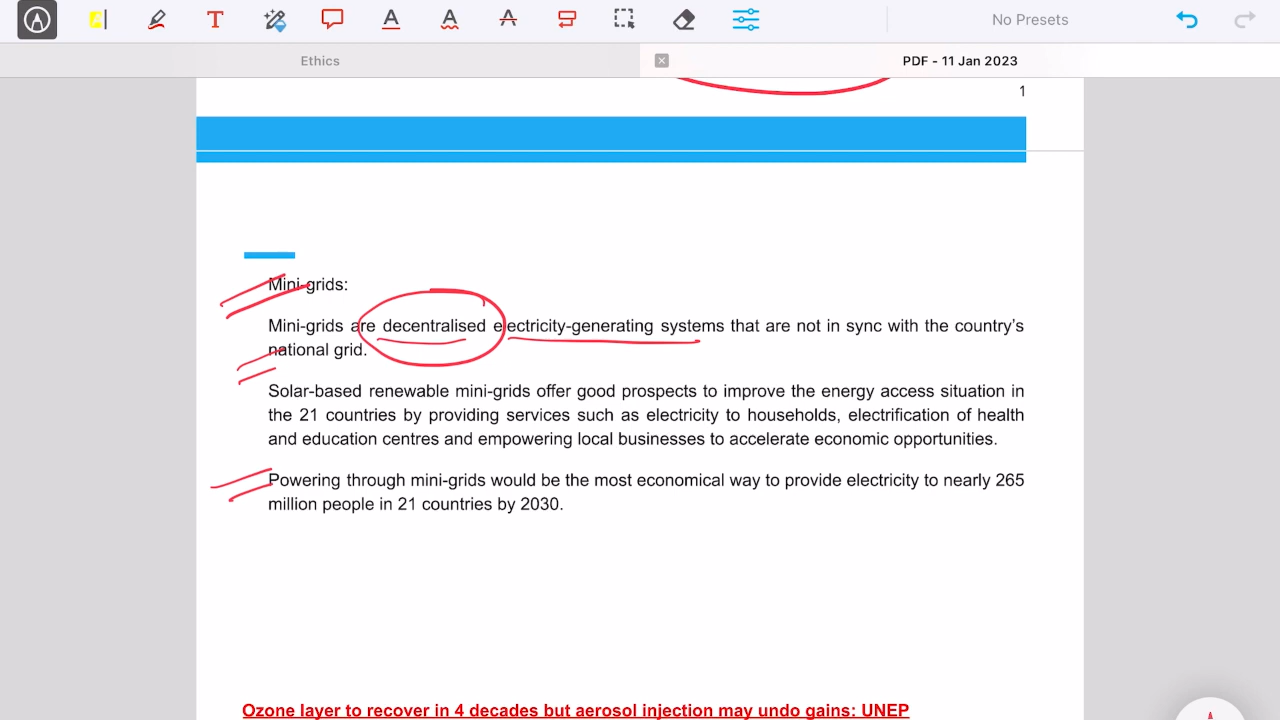 T
A
A
A
No Presets
Ethics
PDF - 11 Jan 2023
1
Mini-grids:
Mini-grids are decentralised electricity-generating systems that are not in sync with the country’s
national grid.
Solar-based renewable mini-grids offer good prospects to improve the energy access situation in
the 21 countries by providing services such as electricity to households, electrification of health
and education centres and empowering local businesses to accelerate economic opportunities.
Powering through mini-grids would be the most economical way to provide electricity to nearly 265
million people in 21 countries by 2030.
Ozone layer to recover in 4 decades but aerosol injection may undo gains: UNEP